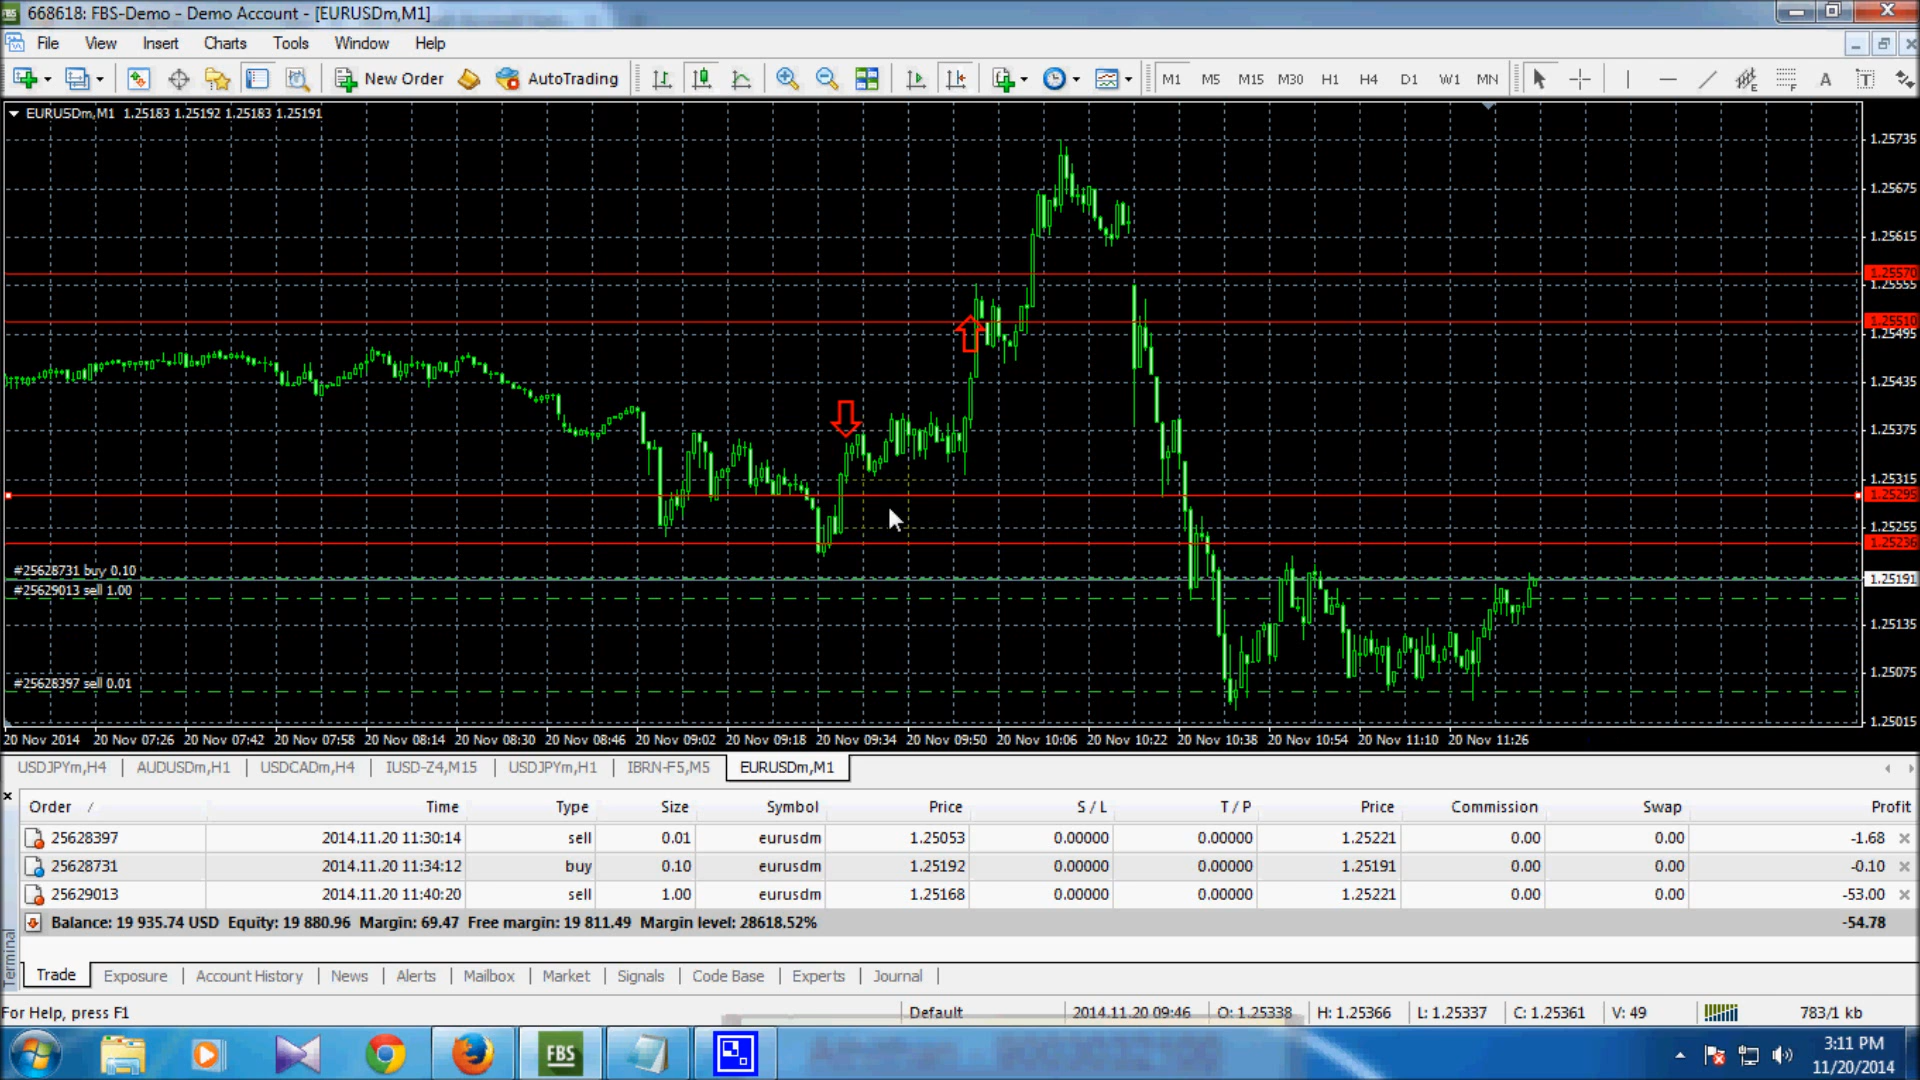 668618: FBS-Demo - Demo Account - [EURUSDm,M1]
File View Insert Charts Tools Window Help
New Order AutoTrading M1 M5 M15 M30 H1 H4 D1 W1 MN
EURUSDm,M1 1.25183 1.25192 1.25183 1.25191
1.25735
1.25675
1.25615
1.25570
1.25555
1.25510
1.25495
1.25435
1.25375
1.25315
1.25295
1.25255
1.25236
#25628731 buy 0.10
1.25191
#25629013 sell 1.00
1.25135
1.25075
#25628397 sell 0.01
1.25015
20 Nov 2014 20 Nov 07:26 20 Nov 07:42 20 Nov 07:58 20 Nov 08:14 20 Nov 08:30 20 Nov 08:46 20 Nov 09:02 20 Nov 09:18 20 Nov 09:34 20 Nov 09:50 20 Nov 10:06 20 Nov 10:22 20 Nov 10:38 20 Nov 10:54 20 Nov 11:10 20 Nov 11:26
USDJPYm,H4 AUDUSDm,H1 USDCADm,H4 IUSD-Z4,M15 USDJPYm,H1 IBRN-F5,M5 EURUSDm,M1
Order / Time Type Size Symbol Price S / L T / P Price Commission Swap Profit
25628397 2014.11.20 11:30:14 sell 0.01 eurusdm 1.25053 0.00000 0.00000 1.25221 0.00 0.00 -1.68
25628731 2014.11.20 11:34:12 buy 0.10 eurusdm 1.25192 0.00000 0.00000 1.25191 0.00 0.00 -0.10
25629013 2014.11.20 11:40:20 sell 1.00 eurusdm 1.25168 0.00000 0.00000 1.25221 0.00 0.00 -53.00
Balance: 19 935.74 USD Equity: 19 880.96 Margin: 69.47 Free margin: 19 811.49 Margin level: 28618.52% -54.78
Terminal
Trade Exposure Account History News Alerts Mailbox Market Signals Code Base Experts Journal
For Help, press F1 Default 2014.11.20 09:46 O: 1.25338 H: 1.25366 L: 1.25337 C: 1.25361 V: 49 783/1 kb
FBS
3:11 PM
11/20/2014